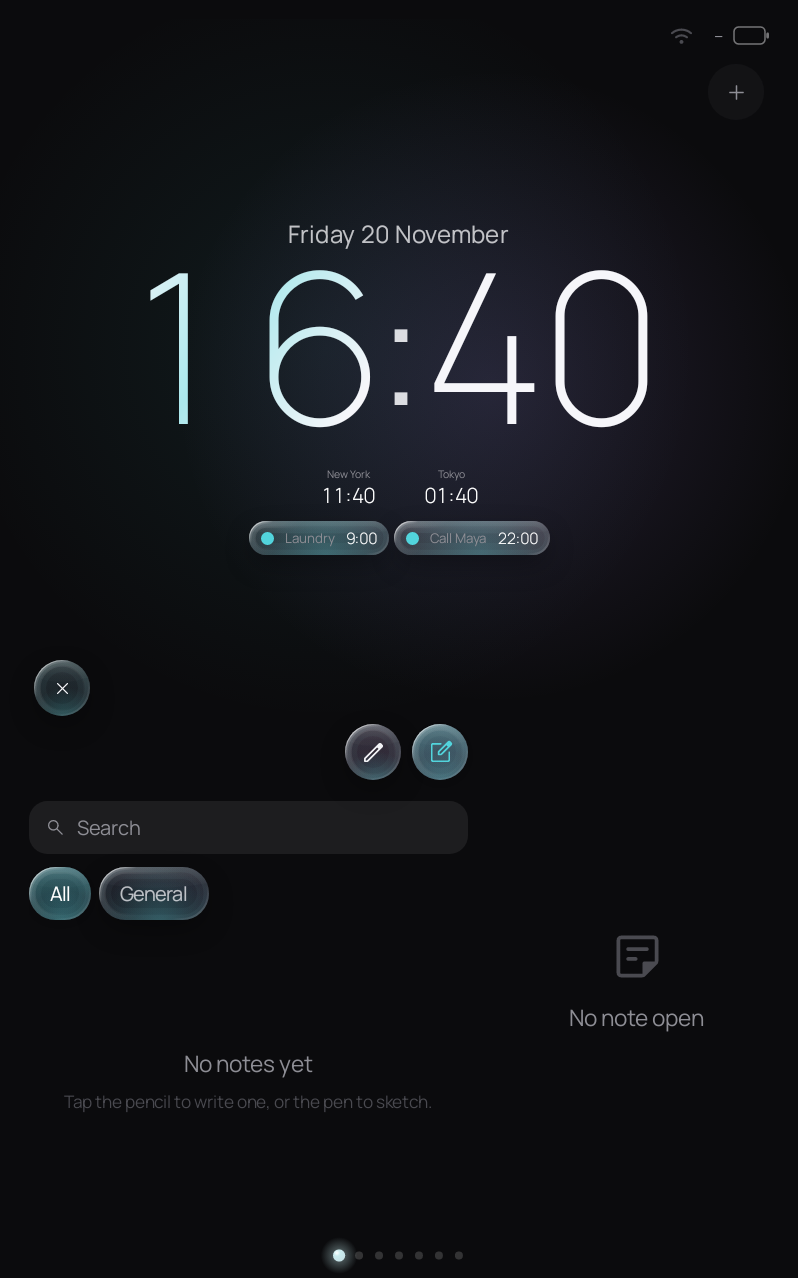 –
Friday 20 November
16:40
New York Tokyo
11:40 01:40
Laundry 9:00 Call Maya 22:00
Search
All General
No note open
No notes yet
Tap the pencil to write one, or the pen to sketch.